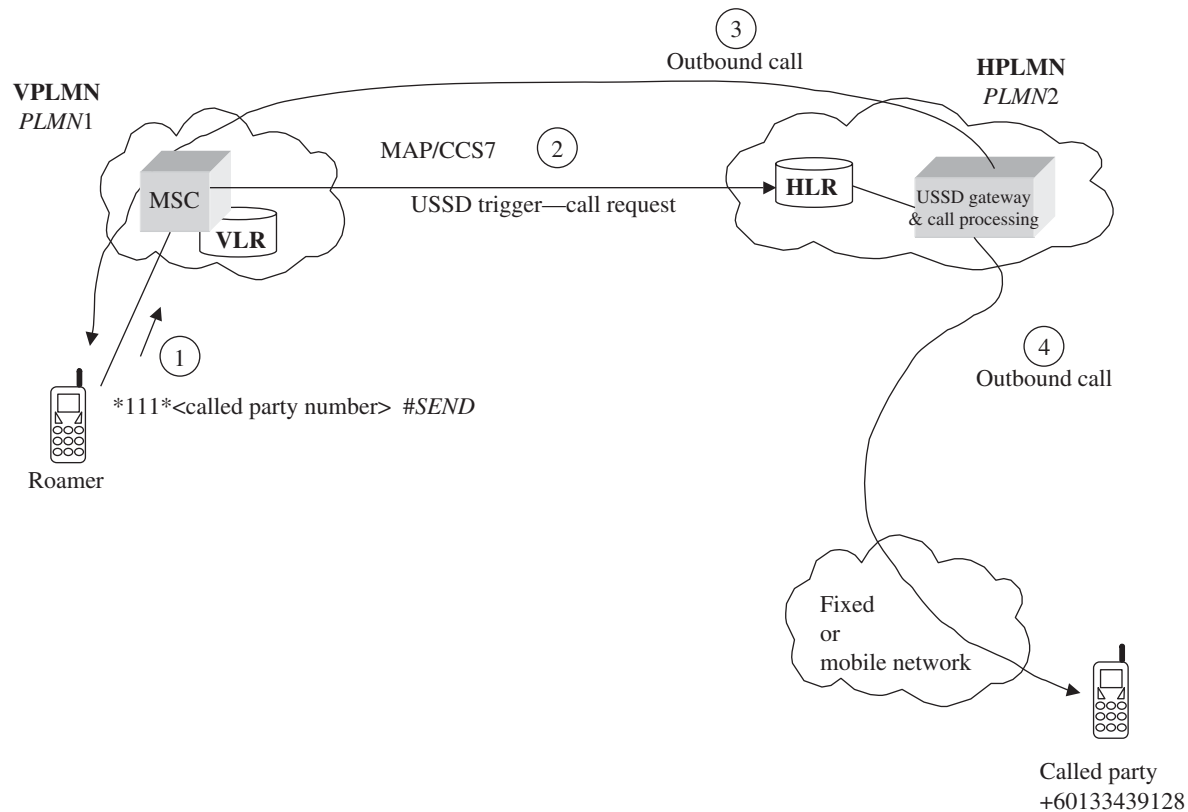 3
Outbound call
VPLMN
PLMN1
HPLMN
PLMN2
MAP/CCS7
2
USSD trigger—call request
MSC
VLR
HLR
USSD gateway
& call processing
1
*111*<called party number> #SEND
Roamer
4
Outbound call
Fixed
or
mobile network
Called party
+60133439128